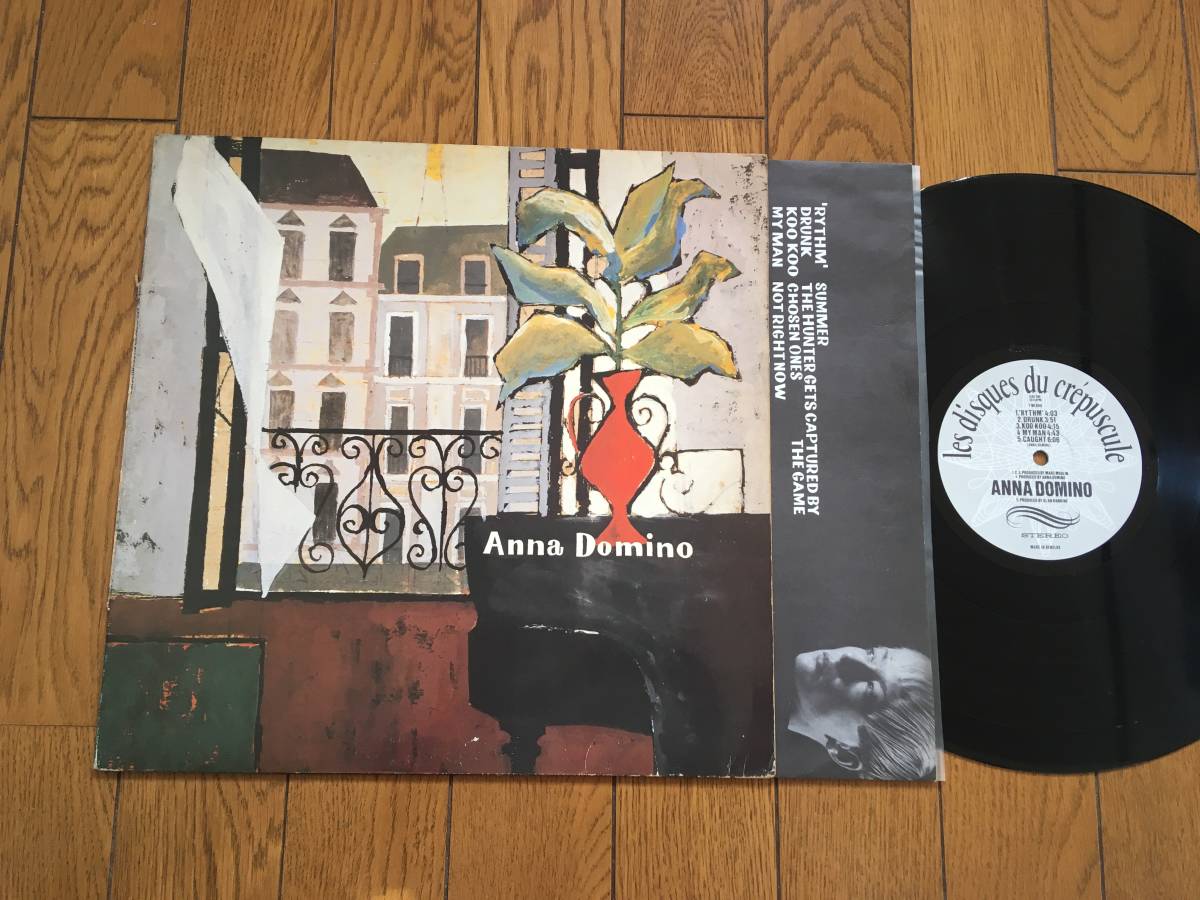 Anna Domino
'RYTHM'
DRUNK
KOO KOO
MY MAN
SUMMER
THE HUNTER GETS CAPTURED BY
THE GAME
CHOSEN ONES
NOT RIGHT NOW
les disques du crépuscule
1. 'RYTHM' 4:03
2. DRUNK 3:51
3. KOO KOO 4:15
4. MY MAN 4:43
5. CAUGHT 6:06
ANNA DOMINO
STEREO